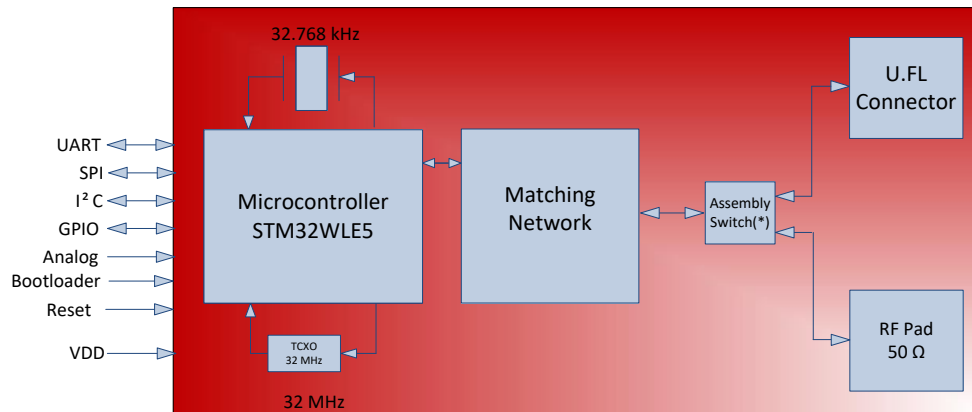 32.768 kHz
U.FL
Connector
UART
SPI
I² C
GPIO
Analog
Bootloader
Reset
VDD
Microcontroller
STM32WLE5
Matching
Network
Assembly
Switch(*)
TCXO
32 MHz
32 MHz
RF Pad
50 Ω